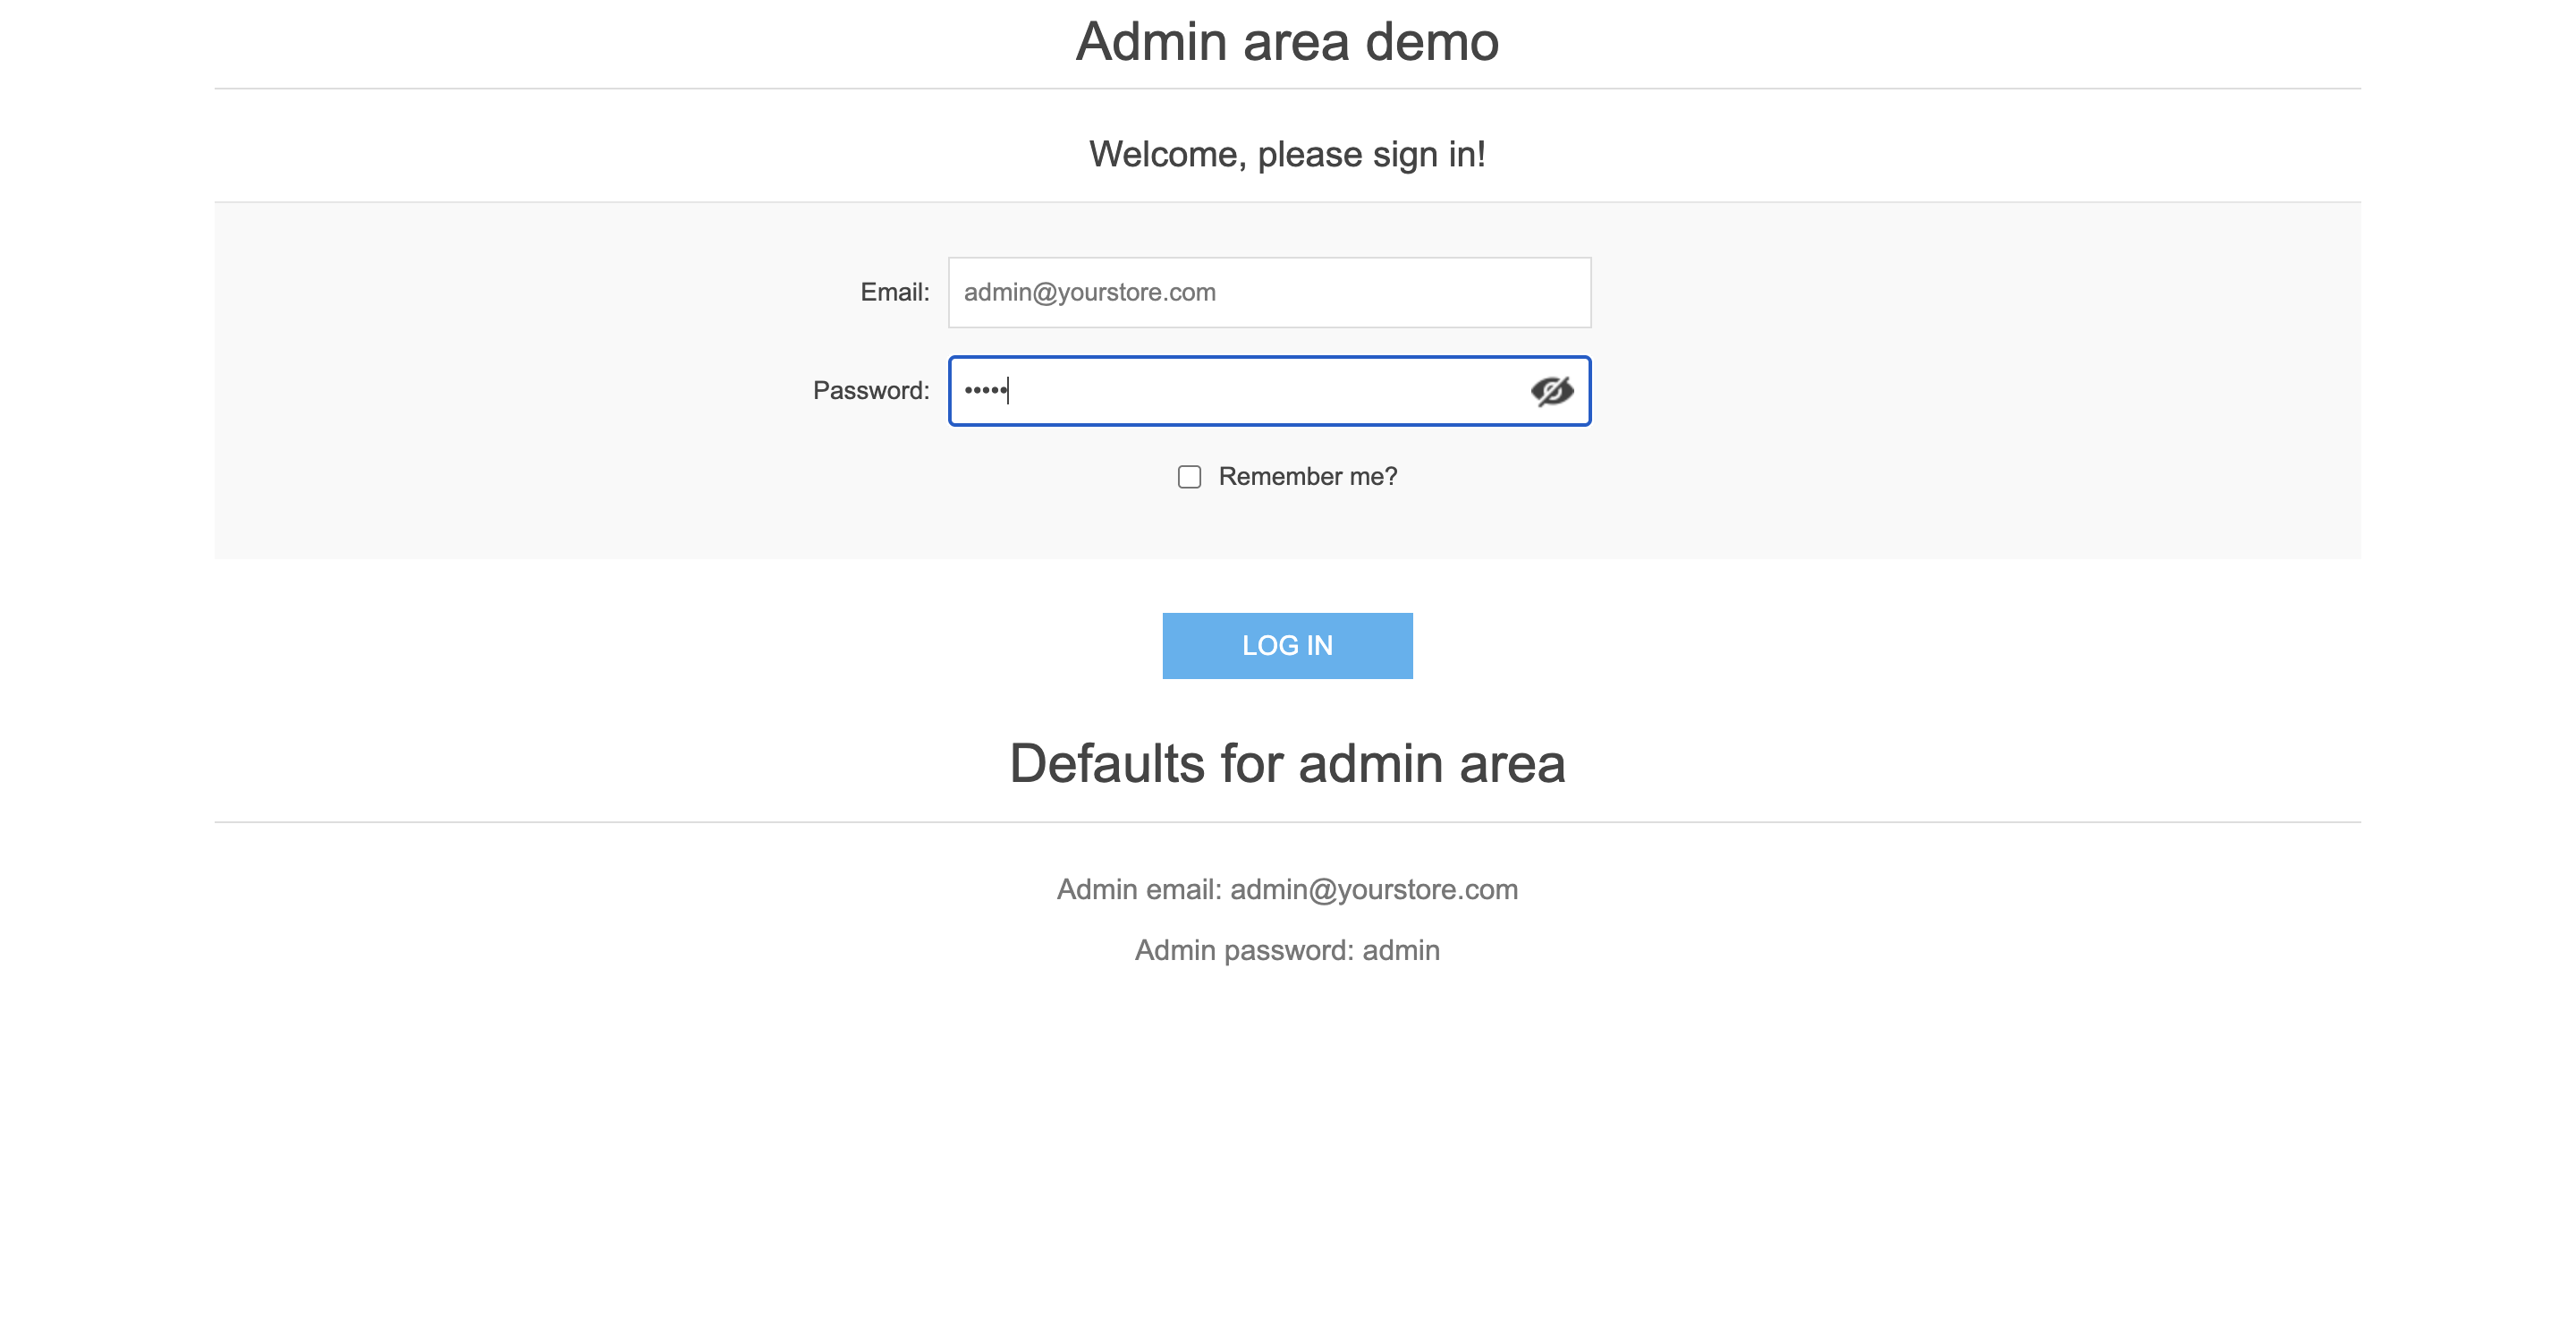 Admin area demo
Welcome, please sign in!
Email: admin@yourstore.com
Password: •••••
Remember me?
LOG IN
Defaults for admin area
Admin email: admin@yourstore.com
Admin password: admin